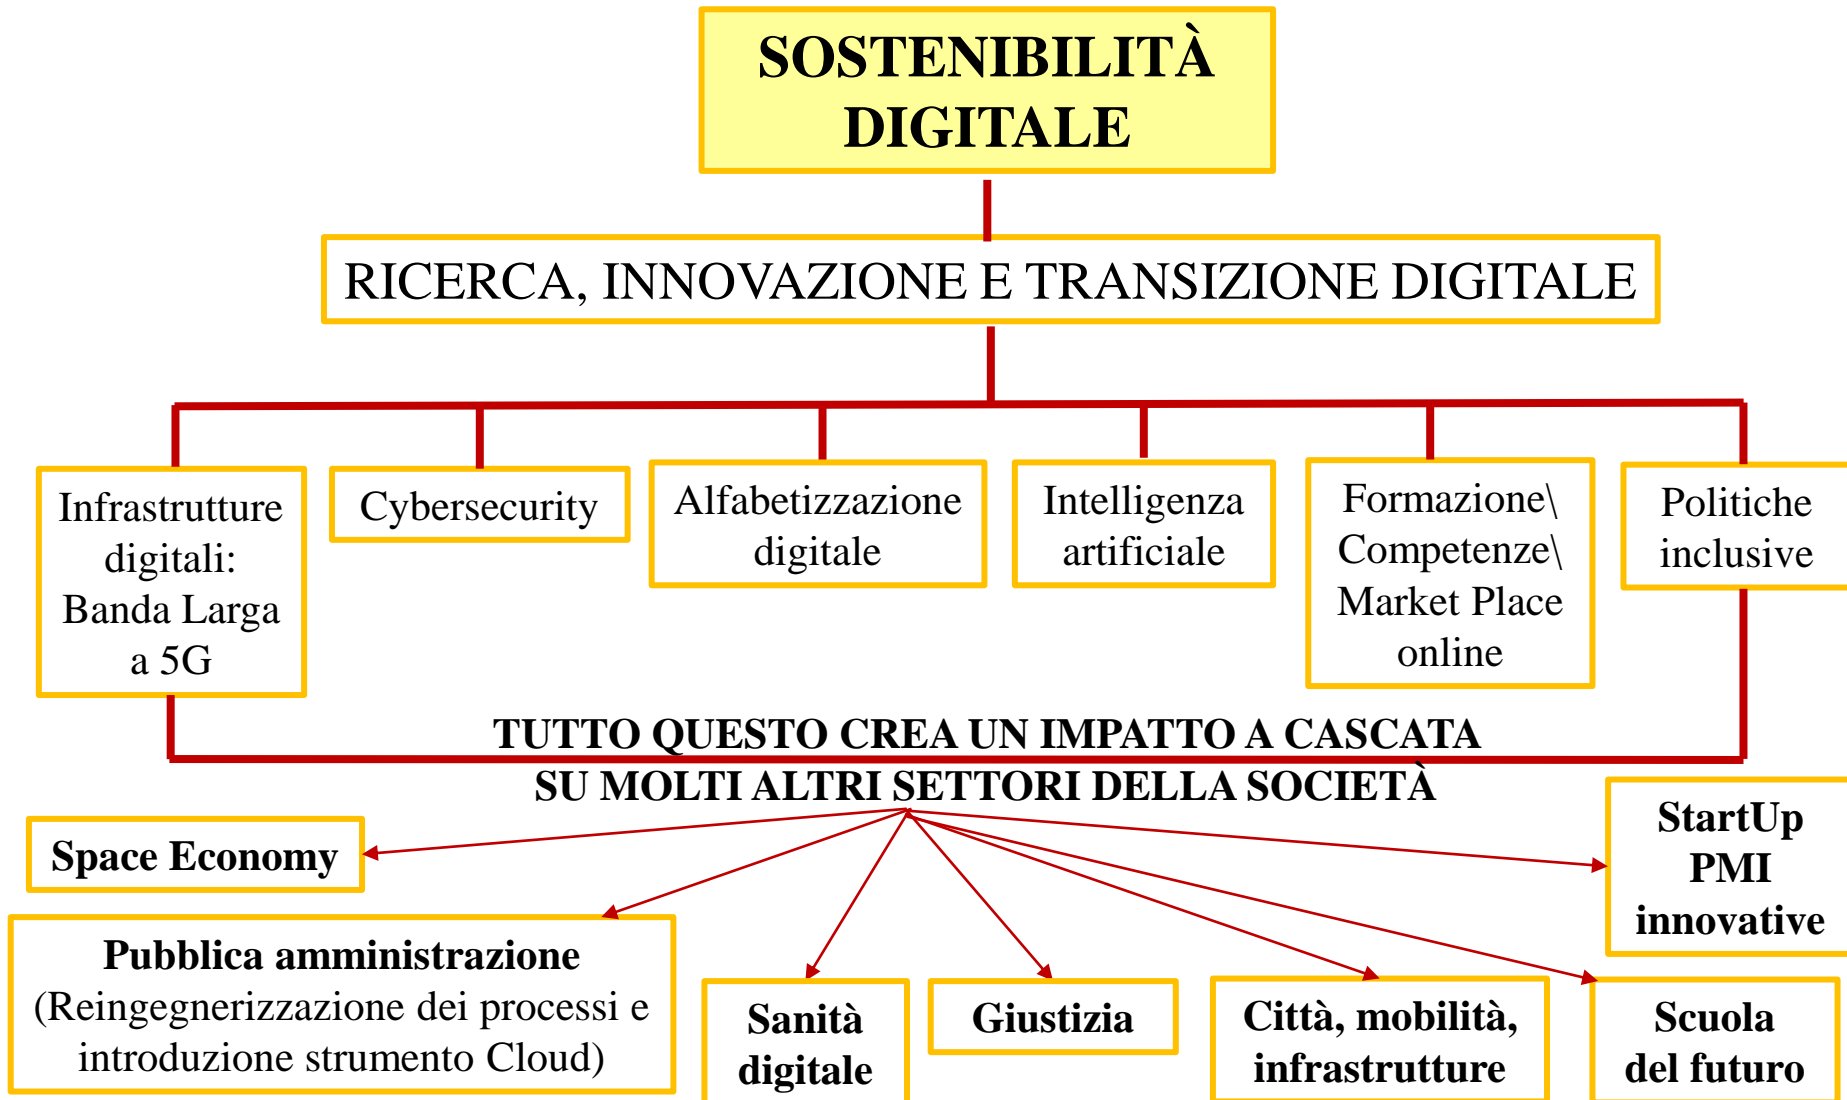 SOSTENIBILITÀ
DIGITALE
RICERCA, INNOVAZIONE E TRANSIZIONE DIGITALE
Infrastrutture
digitali:
Banda Larga
a 5G
Cybersecurity
Alfabetizzazione
digitale
Intelligenza
artificiale
Formazione\
Competenze\
Market Place
online
Politiche
inclusive
TUTTO QUESTO CREA UN IMPATTO A CASCATA
SU MOLTI ALTRI SETTORI DELLA SOCIETÀ
Space Economy
StartUp
PMI
innovative
Pubblica amministrazione
(Reingegnerizzazione dei processi e
introduzione strumento Cloud)
Sanità
digitale
Giustizia
Città, mobilità,
infrastrutture
Scuola
del futuro